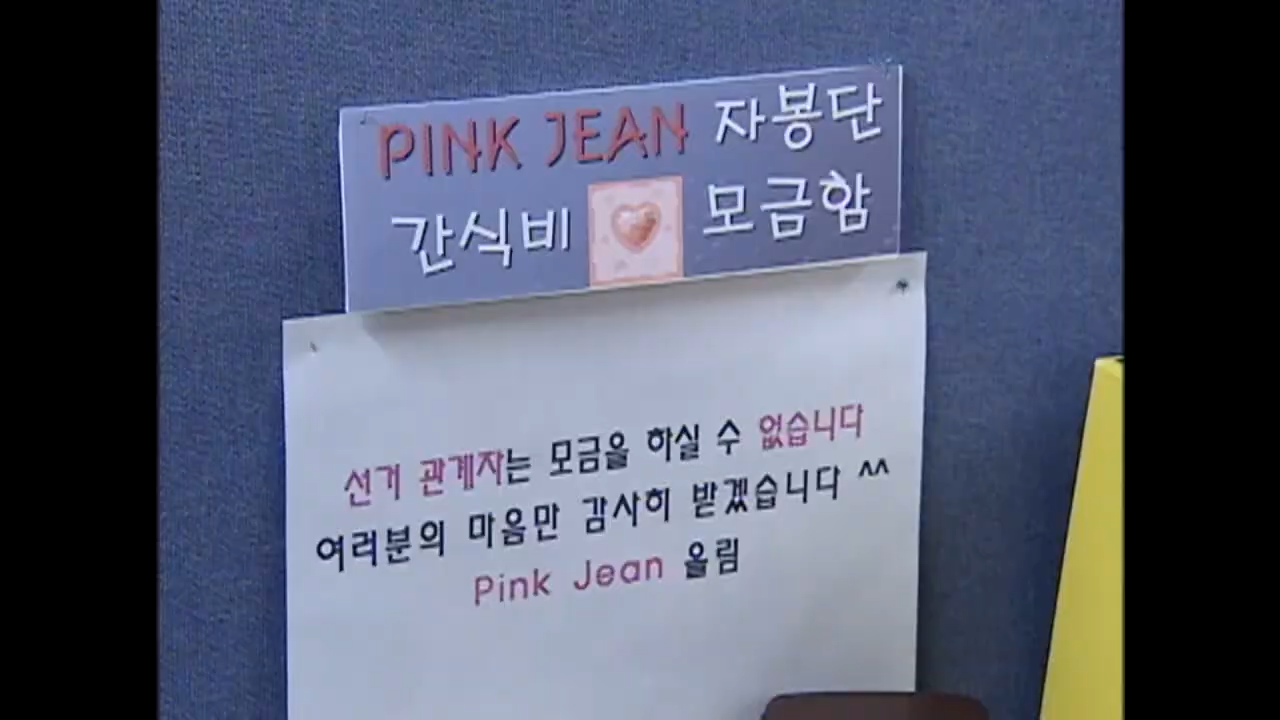 PINK JEAN 자봉단
간식비 모금함
선거 관계자는 모금을 하실 수 없습니다
여러분의 마음만 감사히 받겠습니다 ^^
Pink Jean 올림